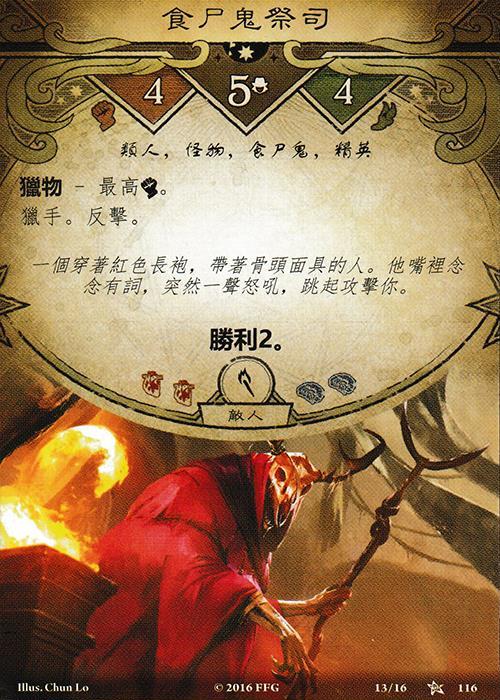 食尸鬼祭司
4 5 4
類人，怪物，食尸鬼，精英
獵物 – 最高。
獵手。反擊。
一個穿著紅色長袍，帶著骨頭面具的人。他嘴裡念
念有詞，突然一聲怒吼，跳起攻擊你。
勝利2。
敵人
Illus. Chun Lo © 2016 FFG 13/16 116